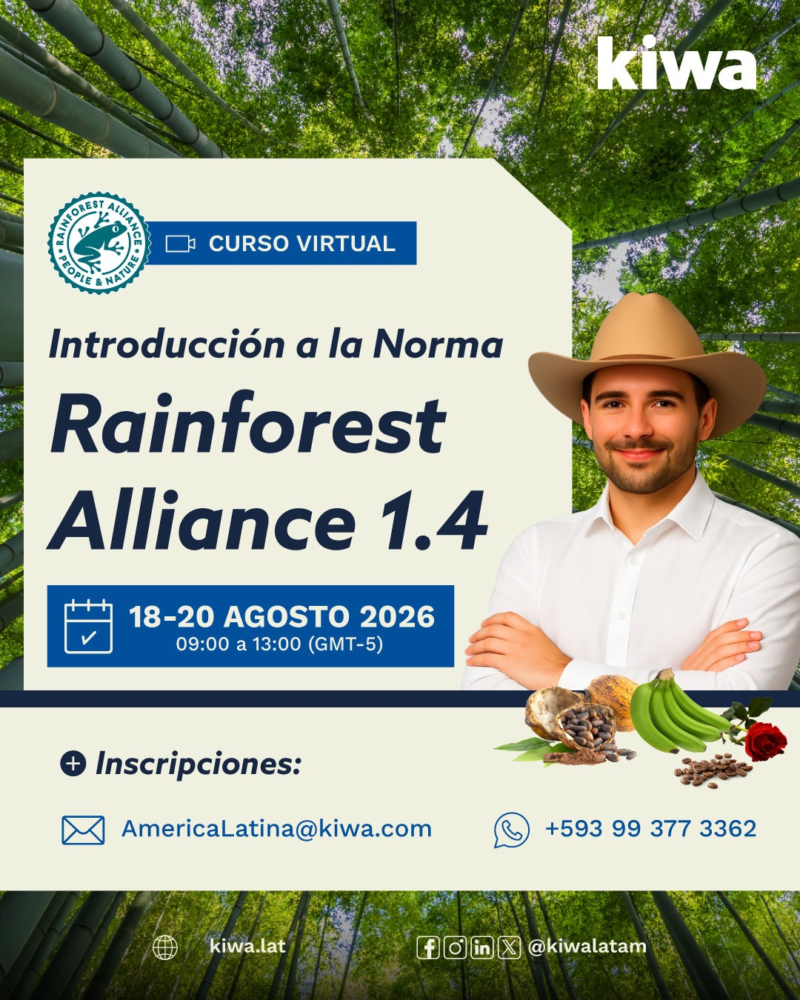 kiwa
RAINFOREST ALLIANCE
PEOPLE & NATURE
CURSO VIRTUAL
Introducción a la Norma
Rainforest
Alliance 1.4
18-20 AGOSTO 2026
09:00 a 13:00 (GMT-5)
Inscripciones:
AmericaLatina@kiwa.com
+593 99 377 3362
kiwa.lat
@kiwalatam